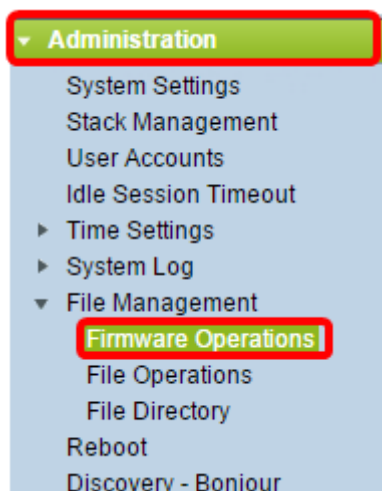 Administration
System Settings
Stack Management
User Accounts
Idle Session Timeout
Time Settings
System Log
File Management
Firmware Operations
File Operations
File Directory
Reboot
Discovery - Bonjour